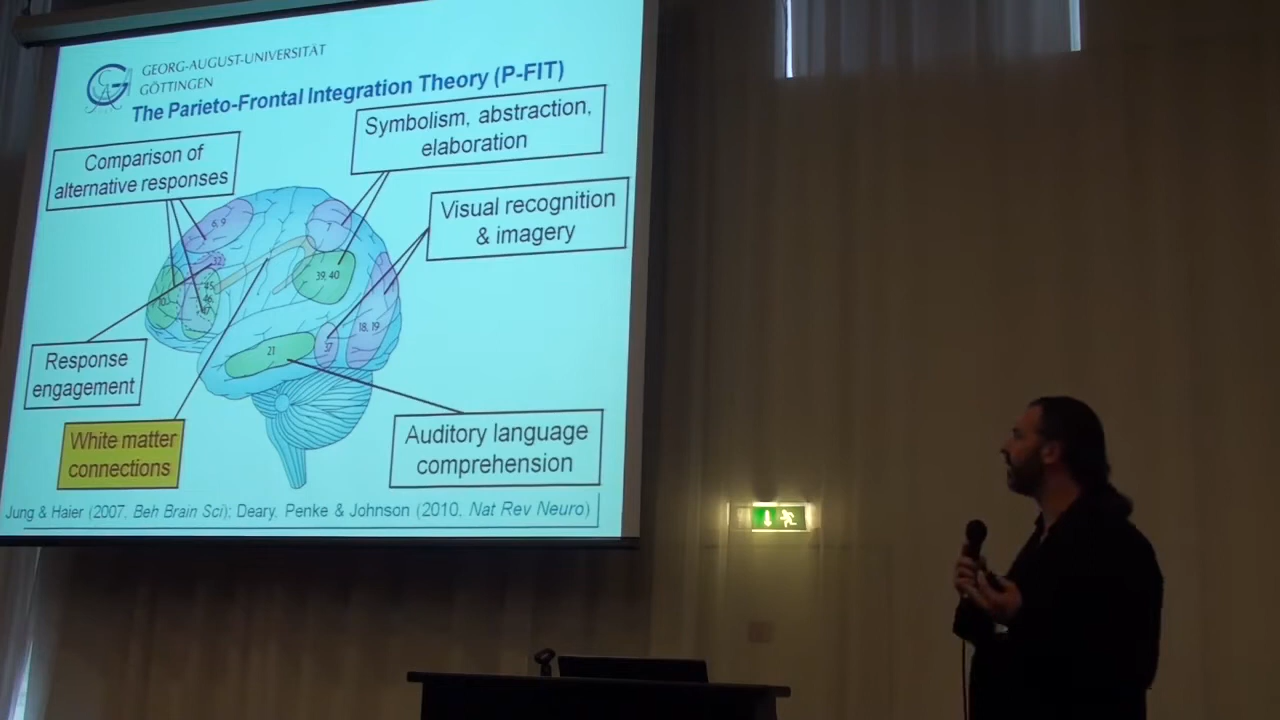 GEORG-AUGUST-UNIVERSITÄT
GÖTTINGEN
The Parieto-Frontal Integration Theory (P-FIT)
Symbolism, abstraction,
elaboration
Comparison of
alternative responses
Visual recognition
& imagery
6, 9
7
32
39, 40
10
45
46
47
18, 19
37
21
Response
engagement
White matter
connections
Auditory language
comprehension
Jung & Haier (2007, Beh Brain Sci); Deary, Penke & Johnson (2010, Nat Rev Neuro)